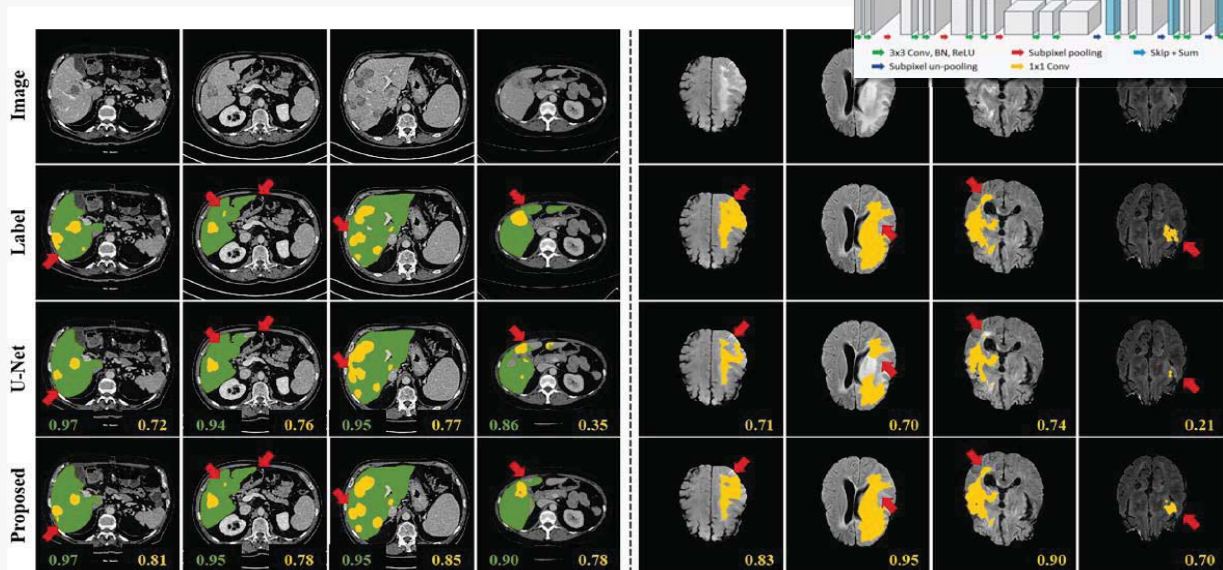 3x3 Conv, BN, ReLU Subpixel pooling Skip + Sum
Subpixel un-pooling 1x1 Conv
Image
Label
U-Net
0.97 0.72 0.94 0.76 0.95 0.77 0.86 0.35 0.71 0.70 0.74 0.21
Proposed
0.97 0.81 0.95 0.78 0.95 0.85 0.90 0.78 0.83 0.95 0.90 0.70